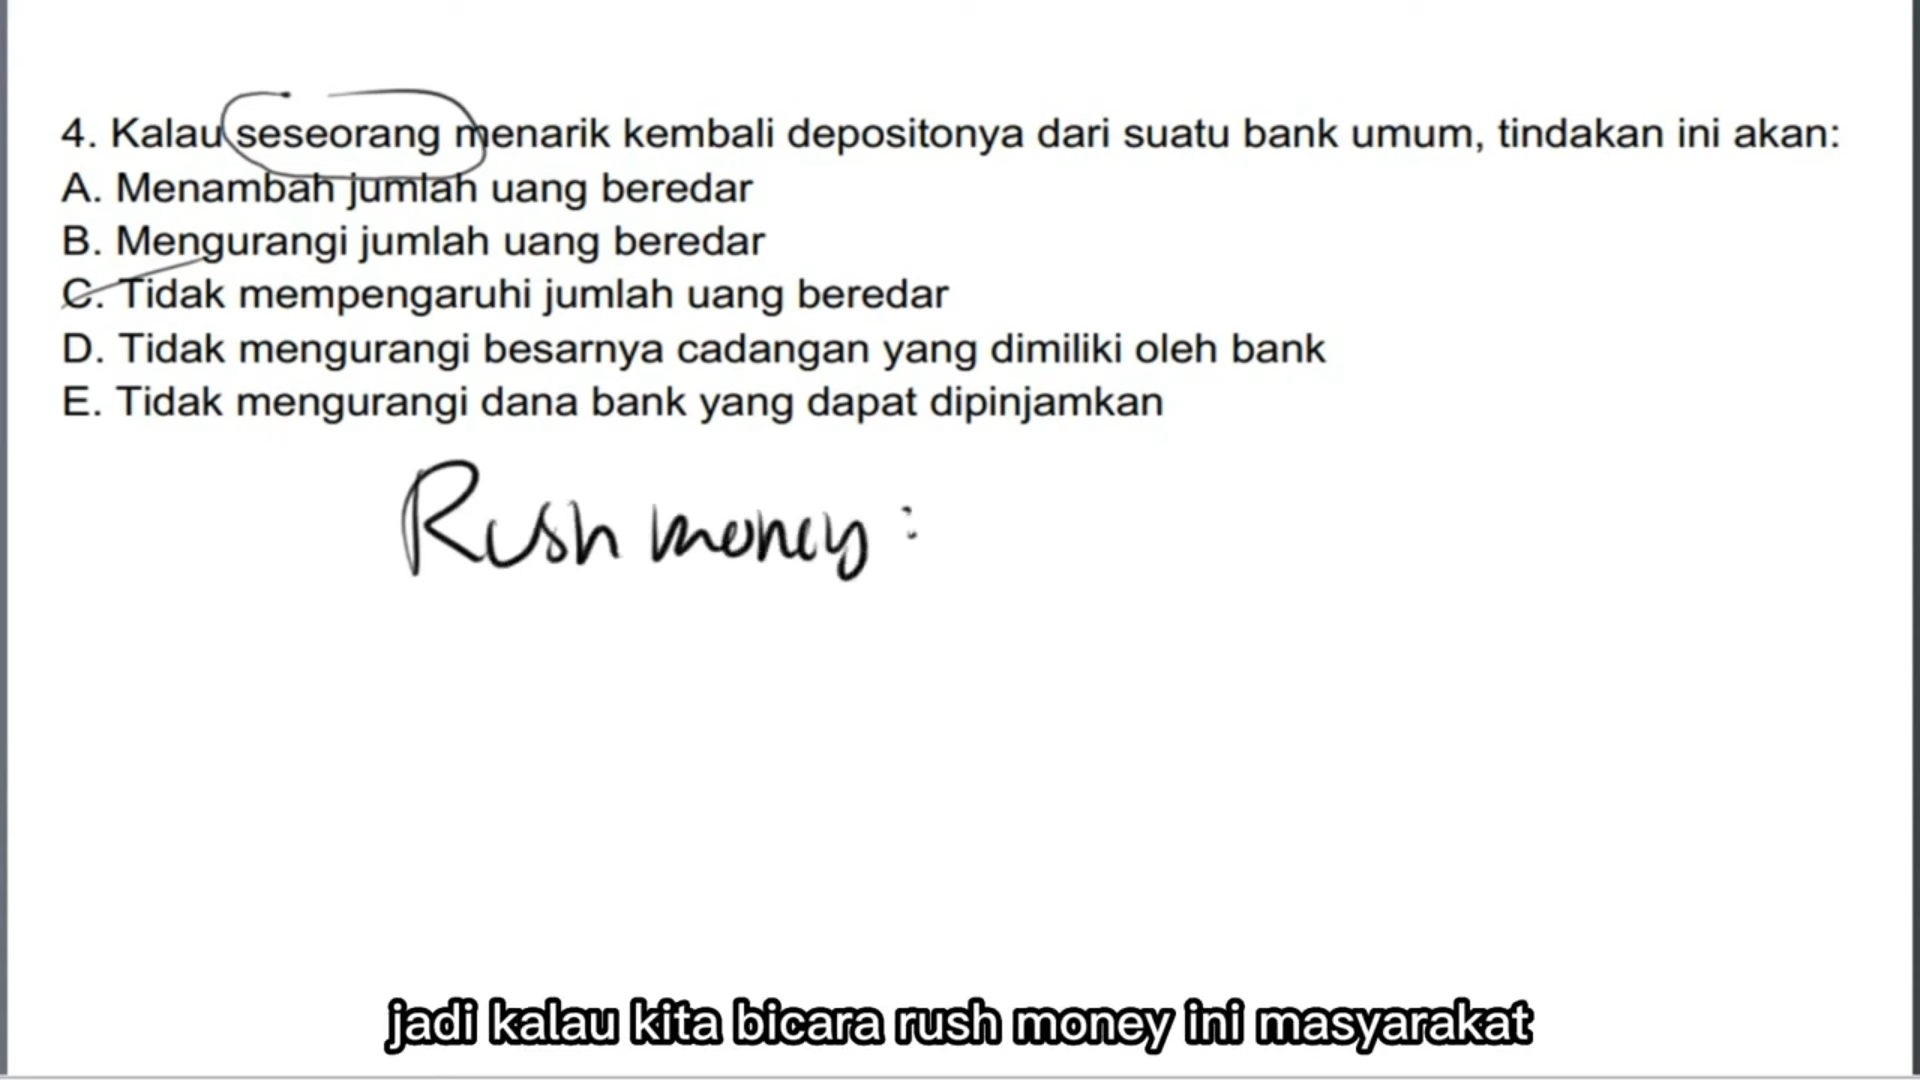 4. Kalau seseorang menarik kembali depositonya dari suatu bank umum, tindakan ini akan:
A. Menambah jumlah uang beredar
B. Mengurangi jumlah uang beredar
C. Tidak mempengaruhi jumlah uang beredar
D. Tidak mengurangi besarnya cadangan yang dimiliki oleh bank
E. Tidak mengurangi dana bank yang dapat dipinjamkan
Rush money :
jadi kalau kita bicara rush money ini masyarakat